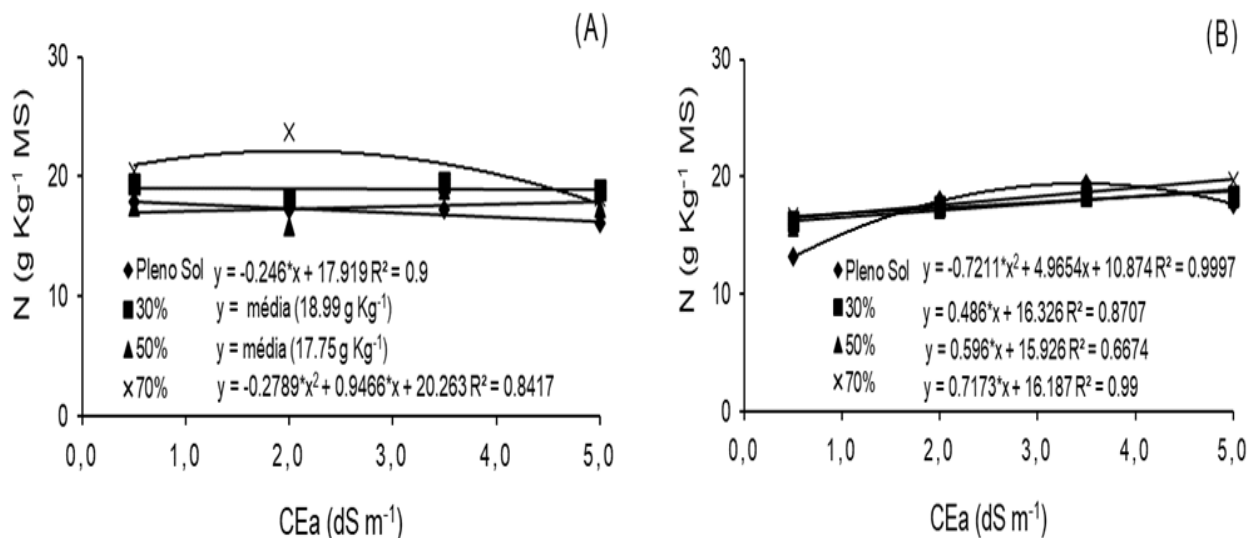 (A)
N (g Kg⁻¹ MS)
30
20
10
0
Pleno Sol y = -0.246*x + 17.919 R² = 0.9
30% y = média (18.99 g Kg⁻¹)
50% y = média (17.75 g Kg⁻¹)
70% y = -0.2789*x² + 0.9466*x + 20.263 R² = 0.8417
0,0 1,0 2,0 3,0 4,0 5,0
CEa (dS m⁻¹)
(B)
N (g Kg⁻¹ MS)
30
20
10
0
Pleno Sol y = -0.7211*x² + 4.9654x + 10.874 R² = 0.9997
30% y = 0.486*x + 16.326 R² = 0.8707
50% y = 0.596*x + 15.926 R² = 0.6674
70% y = 0.7173*x + 16.187 R² = 0.99
0,0 1,0 2,0 3,0 4,0 5,0
CEa (dS m⁻¹)